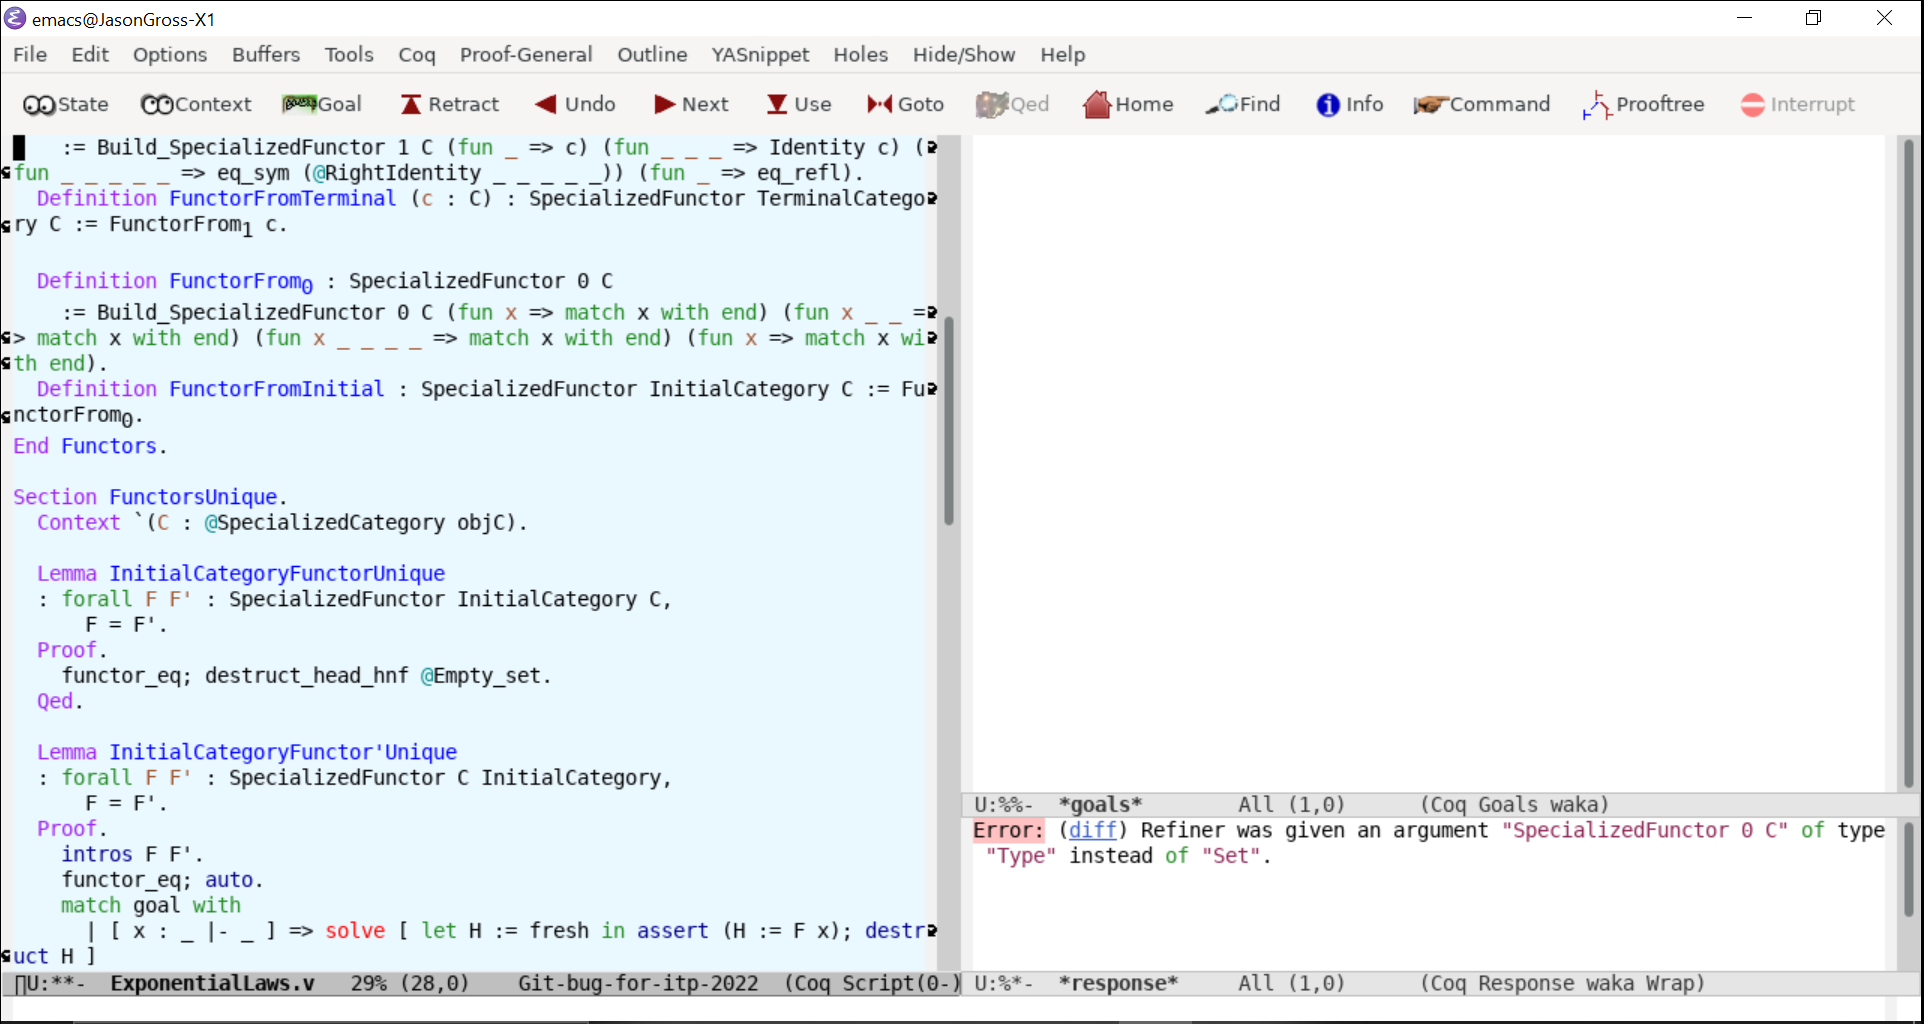 emacs@JasonGross-X1
File Edit Options Buffers Tools Coq Proof-General Outline YASnippet Holes Hide/Show Help
State Context Goal Retract Undo Next Use Goto Qed Home Find Info Command Prooftree Interrupt
:= Build_SpecializedFunctor 1 C (fun _ => c) (fun _ _ _ => Identity c) (
fun _ _ _ _ _ => eq_sym (@RightIdentity _ _ _ _ _)) (fun _ => eq_refl).
Definition FunctorFromTerminal (c : C) : SpecializedFunctor TerminalCatego
ry C := FunctorFrom₁ c.
Definition FunctorFrom₀ : SpecializedFunctor 0 C
:= Build_SpecializedFunctor 0 C (fun x => match x with end) (fun x _ _ =
> match x with end) (fun x _ _ _ _ => match x with end) (fun x => match x wi
th end).
Definition FunctorFromInitial : SpecializedFunctor InitialCategory C := Fu
nctorFrom₀.
End Functors.
Section FunctorsUnique.
Context `(C : @SpecializedCategory objC).
Lemma InitialCategoryFunctorUnique
: forall F F' : SpecializedFunctor InitialCategory C,
F = F'.
Proof.
functor_eq; destruct_head_hnf @Empty_set.
Qed.
Lemma InitialCategoryFunctor'Unique
: forall F F' : SpecializedFunctor C InitialCategory,
F = F'.
Proof.
intros F F'.
functor_eq; auto.
match goal with
| [ x : _ |- _ ] => solve [ let H := fresh in assert (H := F x); destr
uct H ]
U:**-  ExponentialLaws.v   29% (28,0)    Git-bug-for-itp-2022  (Coq Script(0-)
U:%%-  *goals*        All (1,0)      (Coq Goals waka)
Error: (diff) Refiner was given an argument "SpecializedFunctor 0 C" of type
"Type" instead of "Set".
U:%*-  *response*     All (1,0)      (Coq Response waka Wrap)